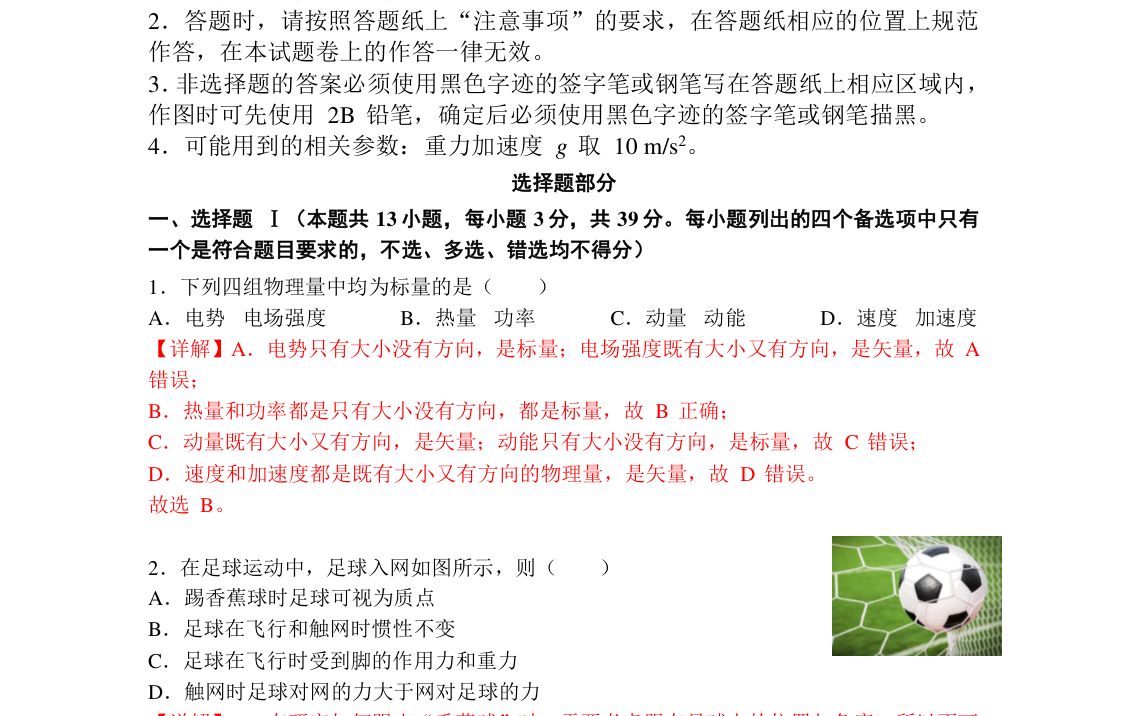 2．答题时，请按照答题纸上“注意事项”的要求，在答题纸相应的位置上规范
作答，在本试题卷上的作答一律无效。
3．非选择题的答案必须使用黑色字迹的签字笔或钢笔写在答题纸上相应区域内，
作图时可先使用 2B 铅笔，确定后必须使用黑色字迹的签字笔或钢笔描黑。
4．可能用到的相关参数：重力加速度 g 取 10 m/s²。
选择题部分
一、选择题 Ⅰ（本题共 13 小题，每小题 3 分，共 39 分。每小题列出的四个备选项中只有
一个是符合题目要求的，不选、多选、错选均不得分）
1．下列四组物理量中均为标量的是（　　）
A．电势 电场强度　　B．热量 功率　　C．动量 动能　　D．速度 加速度
【详解】A．电势只有大小没有方向，是标量；电场强度既有大小又有方向，是矢量，故 A
错误；
B．热量和功率都是只有大小没有方向，都是标量，故 B 正确；
C．动量既有大小又有方向，是矢量；动能只有大小没有方向，是标量，故 C 错误；
D．速度和加速度都是既有大小又有方向的物理量，是矢量，故 D 错误。
故选 B。
2．在足球运动中，足球入网如图所示，则（　　）
A．踢香蕉球时足球可视为质点
B．足球在飞行和触网时惯性不变
C．足球在飞行时受到脚的作用力和重力
D．触网时足球对网的力大于网对足球的力